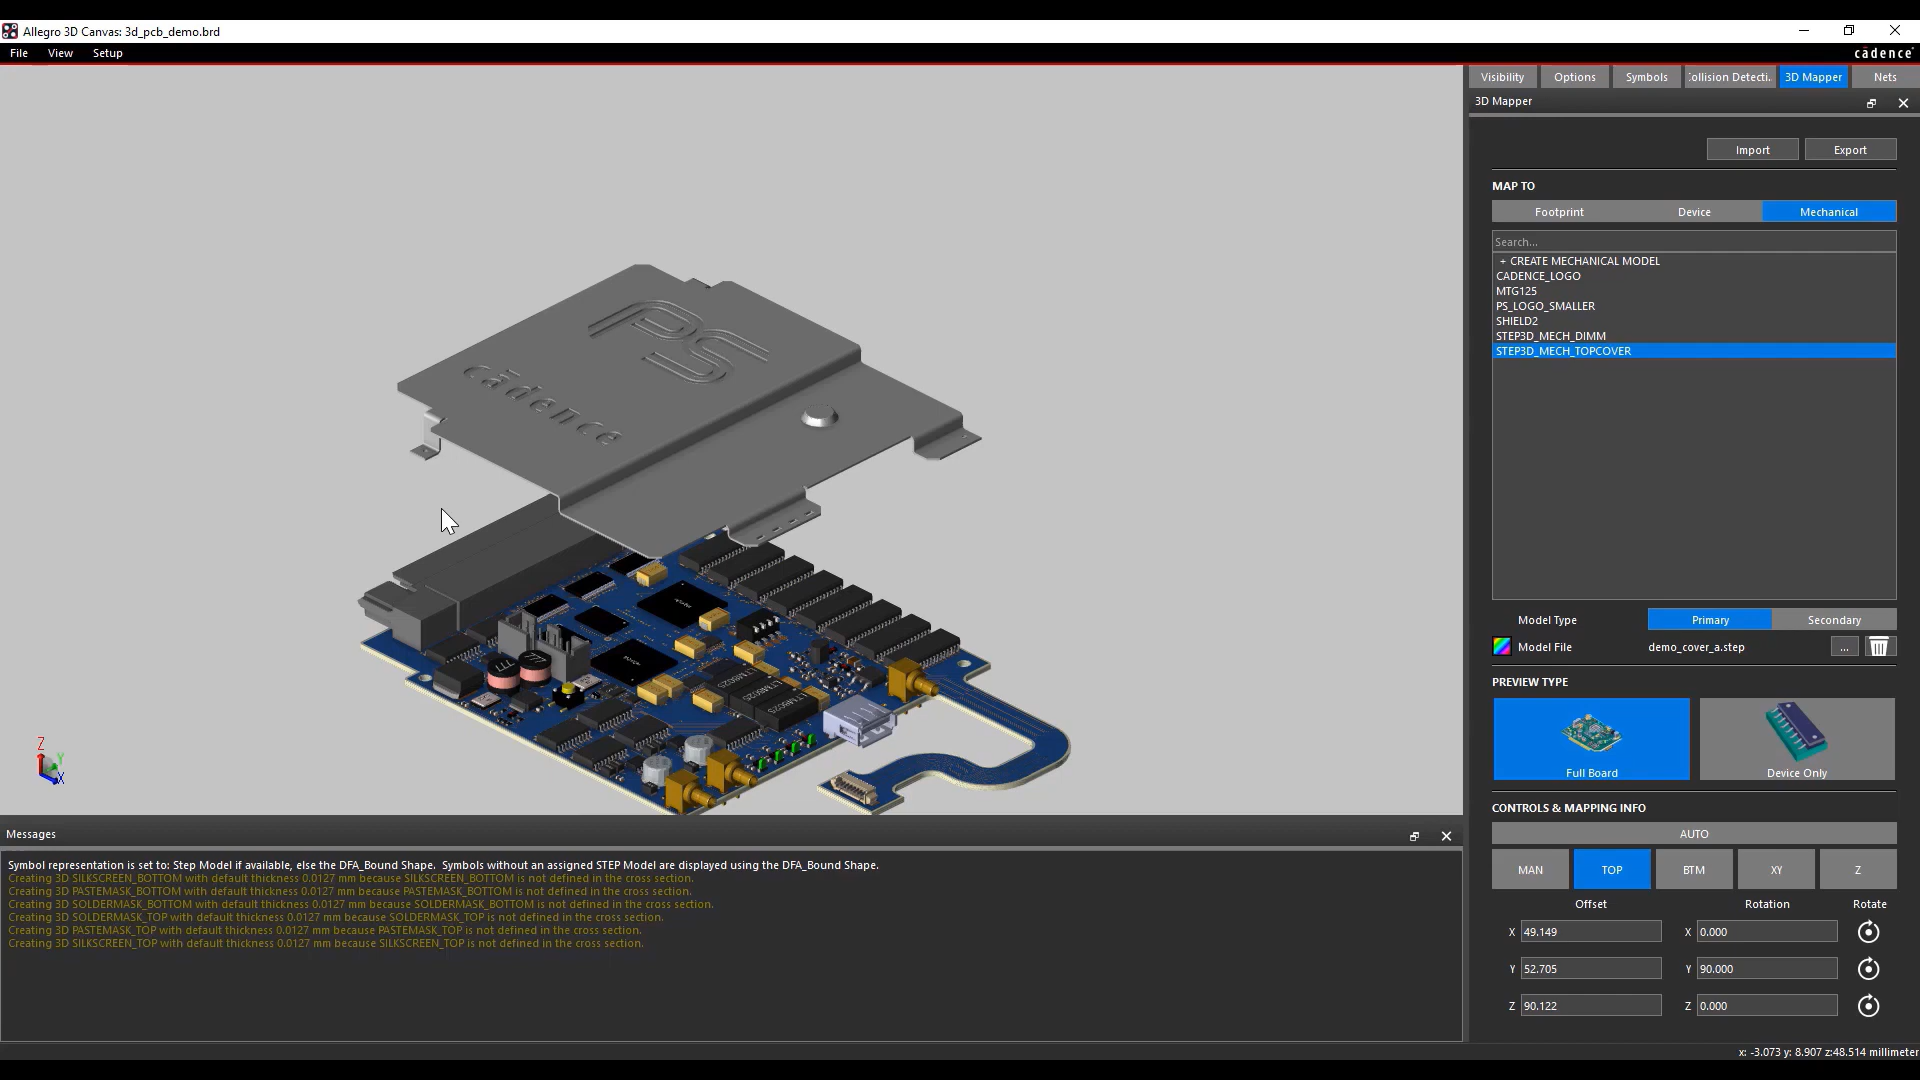 Allegro 3D Canvas: 3d_pcb_demo.brd
File View Setup
cādence
Visibility Options Symbols ollision Detecti.. 3D Mapper Nets
3D Mapper
Import Export
MAP TO
Footprint Device Mechanical
Search...
+ CREATE MECHANICAL MODEL
CADENCE_LOGO
MTG125
PS_LOGO_SMALLER
SHIELD2
STEP3D_MECH_DIMM
STEP3D_MECH_TOPCOVER
Model Type Primary Secondary
Model File demo_cover_a.step ...
PREVIEW TYPE
Full Board Device Only
CONTROLS & MAPPING INFO
AUTO
MAN TOP BTM XY Z
Offset Rotation Rotate
X 49.149 X 0.000
Y 52.705 Y 90.000
Z 90.122 Z 0.000
PS
cādence
777 777
LTM8025
LTM8025
Z
Y
X
Messages
Symbol representation is set to: Step Model if available, else the DFA_Bound Shape. Symbols without an assigned STEP Model are displayed using the DFA_Bound Shape.
Creating 3D SILKSCREEN_BOTTOM with default thickness 0.0127 mm because SILKSCREEN_BOTTOM is not defined in the cross section.
Creating 3D PASTEMASK_BOTTOM with default thickness 0.0127 mm because PASTEMASK_BOTTOM is not defined in the cross section.
Creating 3D SOLDERMASK_BOTTOM with default thickness 0.0127 mm because SOLDERMASK_BOTTOM is not defined in the cross section.
Creating 3D SOLDERMASK_TOP with default thickness 0.0127 mm because SOLDERMASK_TOP is not defined in the cross section.
Creating 3D PASTEMASK_TOP with default thickness 0.0127 mm because PASTEMASK_TOP is not defined in the cross section.
Creating 3D SILKSCREEN_TOP with default thickness 0.0127 mm because SILKSCREEN_TOP is not defined in the cross section.
x: -3.073 y: 8.907 z:48.514 millimeter